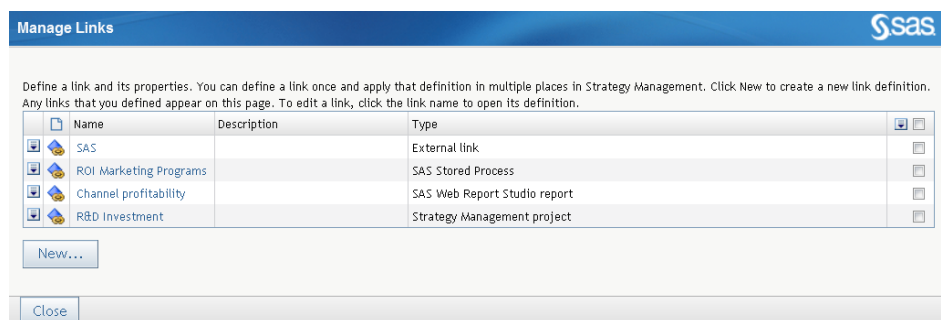 Manage Links
sas
Define a link and its properties. You can define a link once and apply that definition in multiple places in Strategy Management. Click New to create a new link definition.
Any links that you defined appear on this page. To edit a link, click the link name to open its definition.
Name Description Type
SAS External link
ROI Marketing Programs SAS Stored Process
Channel profitability SAS Web Report Studio report
R&D Investment Strategy Management project
New...
Close